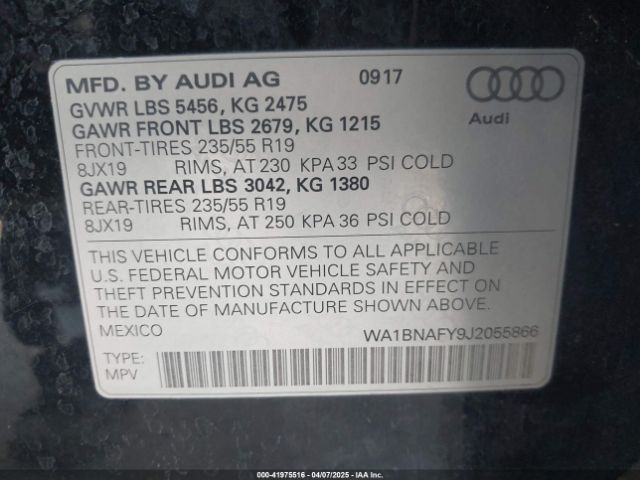 MFD. BY AUDI AG 0917
GVWR LBS 5456, KG 2475
GAWR FRONT LBS 2679, KG 1215
FRONT-TIRES 235/55 R19
8JX19 RIMS, AT 230 KPA 33 PSI COLD
GAWR REAR LBS 3042, KG 1380
REAR-TIRES 235/55 R19
8JX19 RIMS, AT 250 KPA 36 PSI COLD
Audi
THIS VEHICLE CONFORMS TO ALL APPLICABLE
U.S. FEDERAL MOTOR VEHICLE SAFETY AND
THEFT PREVENTION STANDARDS IN EFFECT ON
THE DATE OF MANUFACTURE SHOWN ABOVE.
MEXICO WA1BNAFY9J2055866
TYPE:
MPV
000-41975516 - 04/07/2025 - IAA Inc.